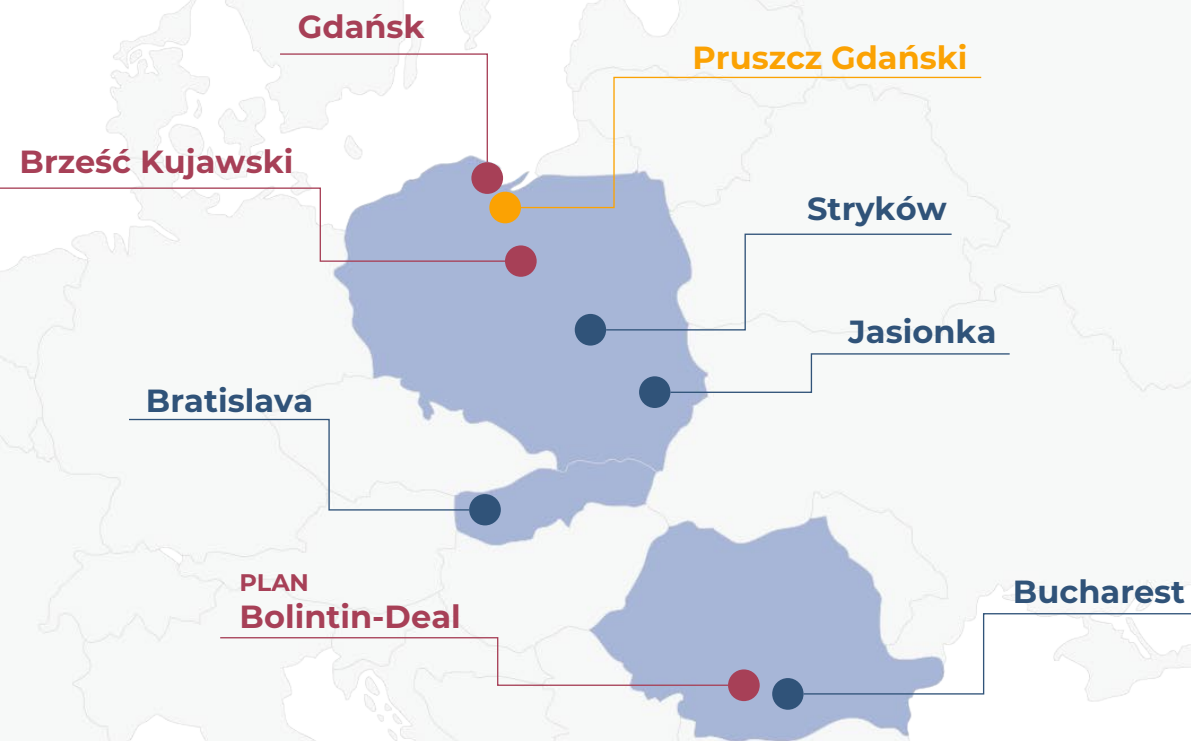 Gdańsk
Pruszcz Gdański
Brześć Kujawski
Stryków
Jasionka
Bratislava
PLAN
Bolintin-Deal
Bucharest